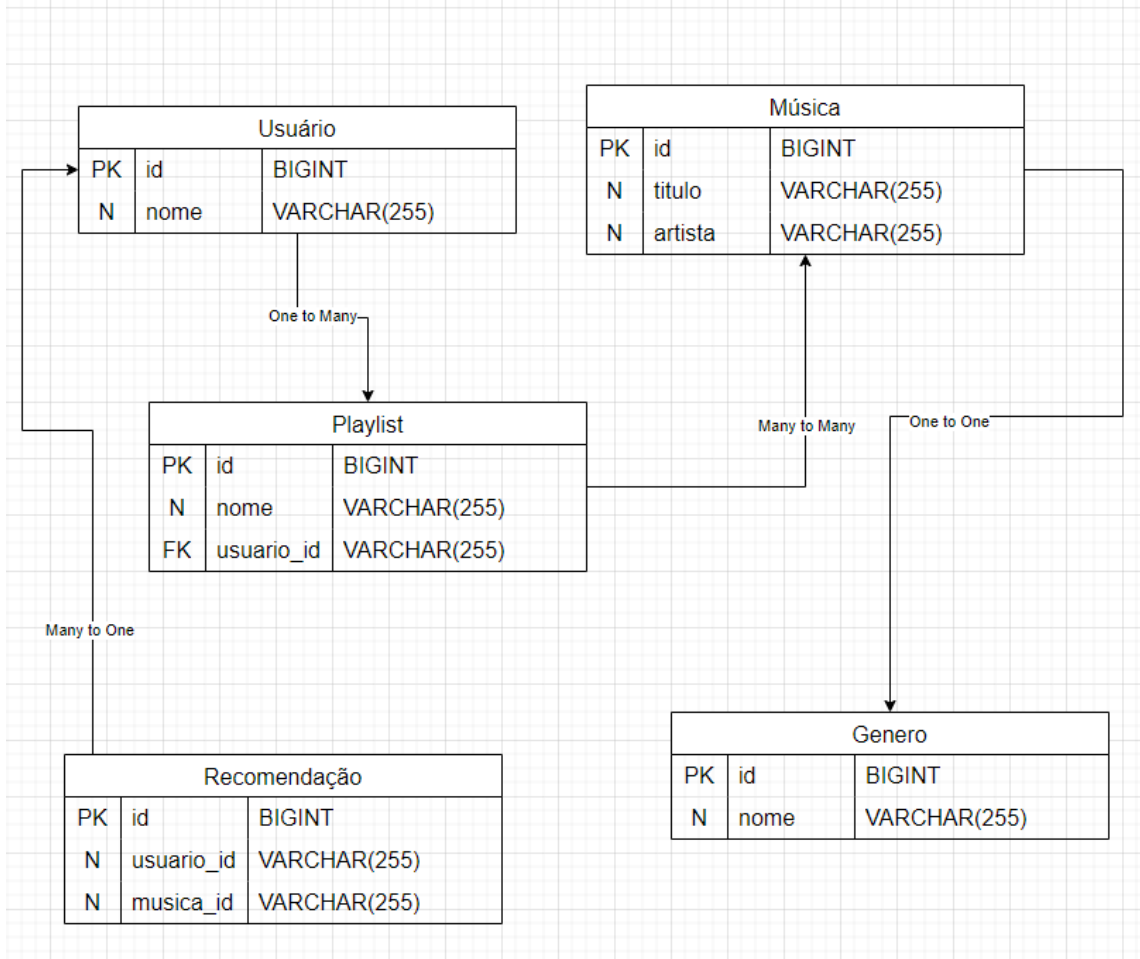 Usuário
PK id BIGINT
N nome VARCHAR(255)
Música
PK id BIGINT
N titulo VARCHAR(255)
N artista VARCHAR(255)
One to Many
Playlist
PK id BIGINT
N nome VARCHAR(255)
FK usuario_id VARCHAR(255)
Many to Many
One to One
Many to One
Recomendação
PK id BIGINT
N usuario_id VARCHAR(255)
N musica_id VARCHAR(255)
Genero
PK id BIGINT
N nome VARCHAR(255)